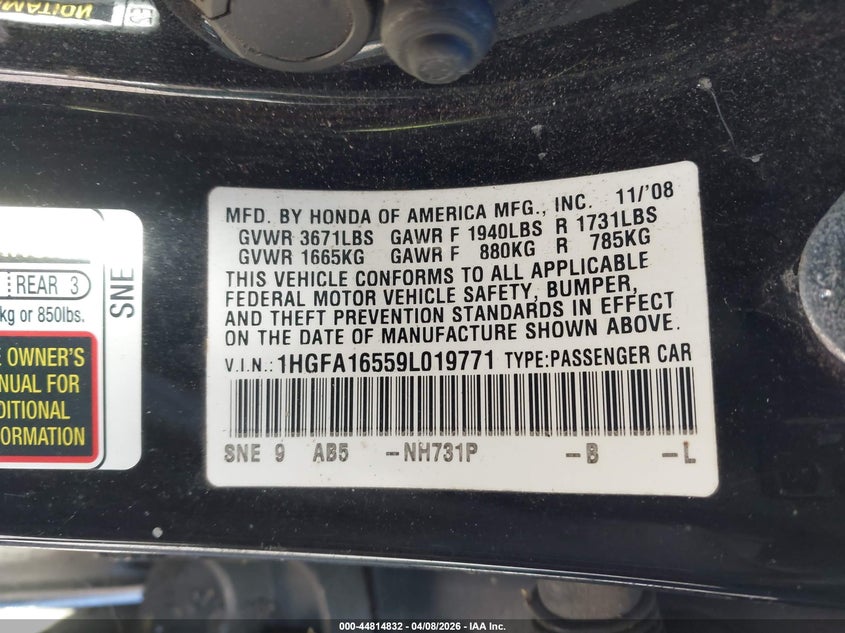 MFD. BY HONDA OF AMERICA MFG., INC. 11/'08
GVWR 3671LBS GAWR F 1940LBS R 1731LBS
GVWR 1665KG GAWR F 880KG R 785KG
THIS VEHICLE CONFORMS TO ALL APPLICABLE
FEDERAL MOTOR VEHICLE SAFETY, BUMPER,
AND THEFT PREVENTION STANDARDS IN EFFECT
ON THE DATE OF MANUFACTURE SHOWN ABOVE.
V.I.N.: 1HGFA16559L019771 TYPE:PASSENGER CAR
SNE 9 AB5 -NH731P -B -L
REAR 3
kg or 850lbs.
SNE
OWNER'S
FOR
000-44814832 - 04/08/2026 - IAA Inc.